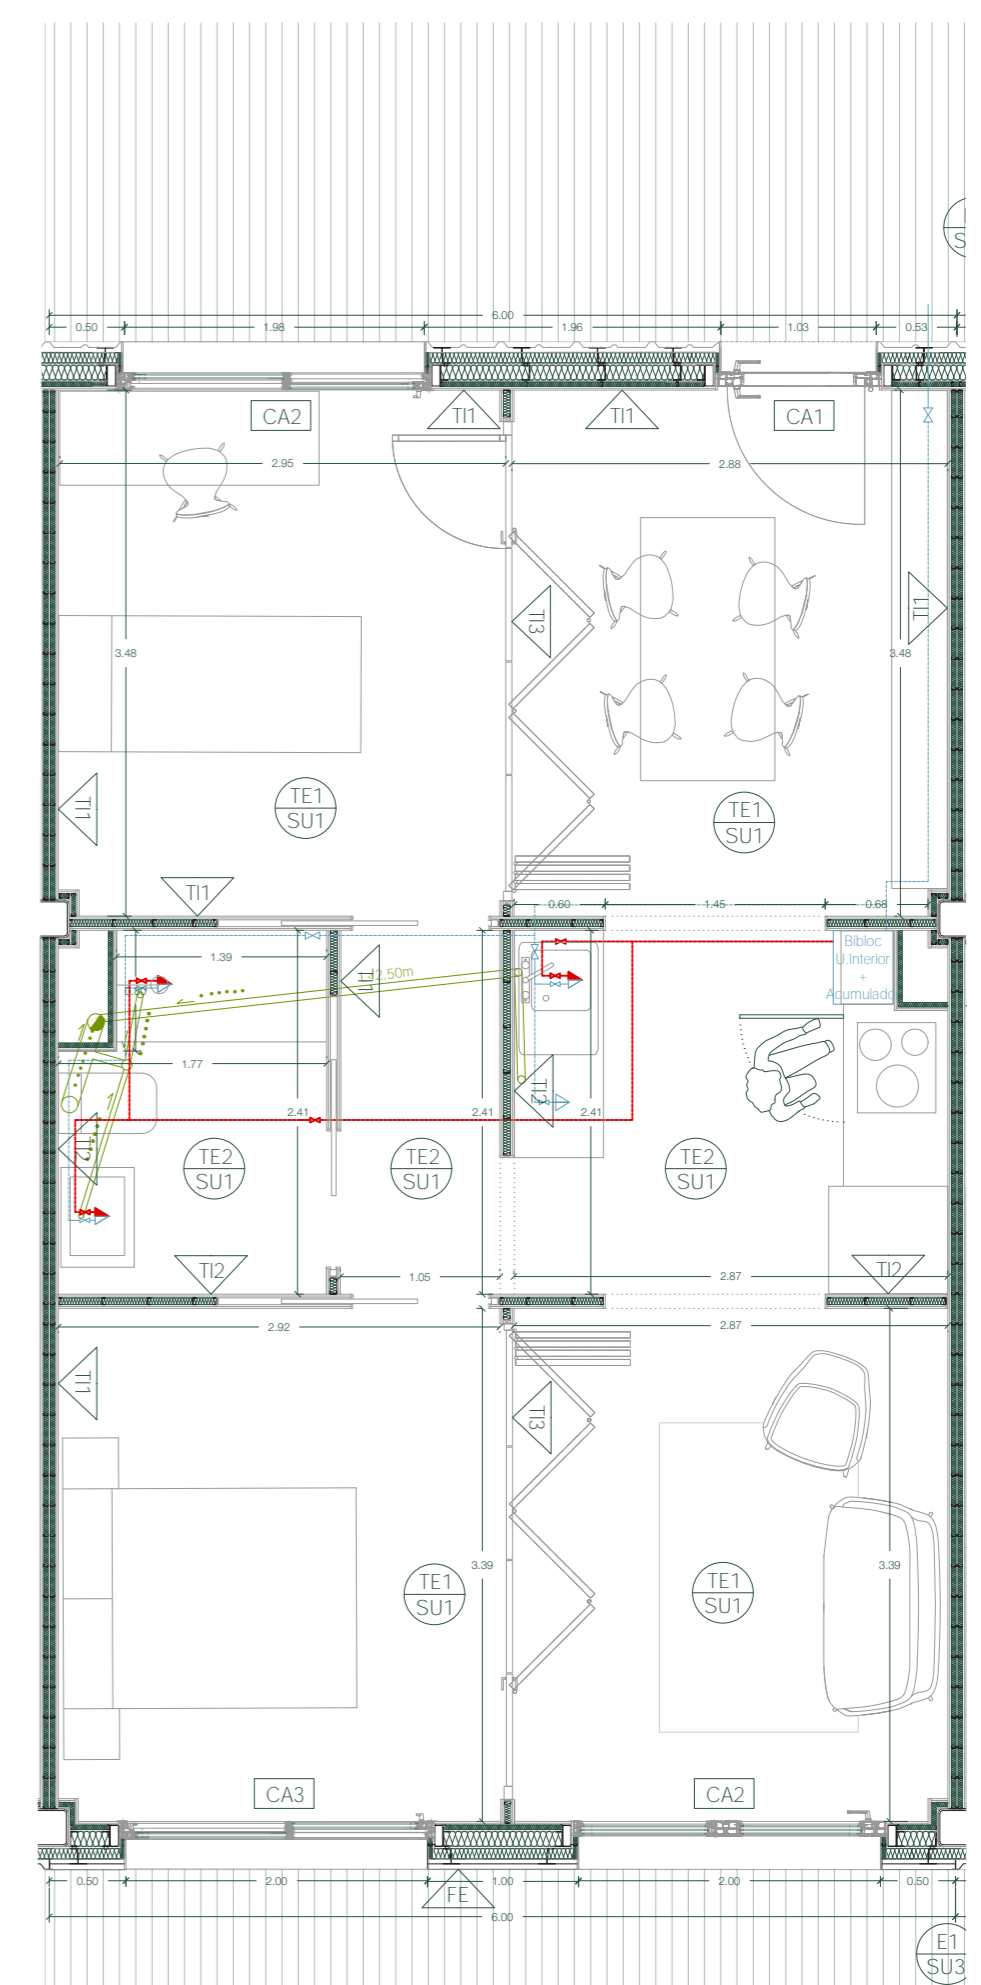 6.00
0.50
1.98
1.96
1.03
0.53
CA2
TI1
TI1
CA1
2.95
2.88
TI3
TI1
3.48
3.48
TE1
SU1
TE1
SU1
TI1
TI1
0.60
1.45
0.68
Bibloc
U.Interior
+
Acumulado
1.39
TI1
2.50m
1.77
TI2
2.41
2.41
2.41
TI2
TE2
SU1
TE2
SU1
TE2
SU1
TI2
TI2
1.05
2.87
2.92
2.87
TI1
TI3
3.39
3.39
TE1
SU1
TE1
SU1
CA3
CA2
0.50
2.00
1.00
2.00
0.50
FE
6.00
E1
SU3